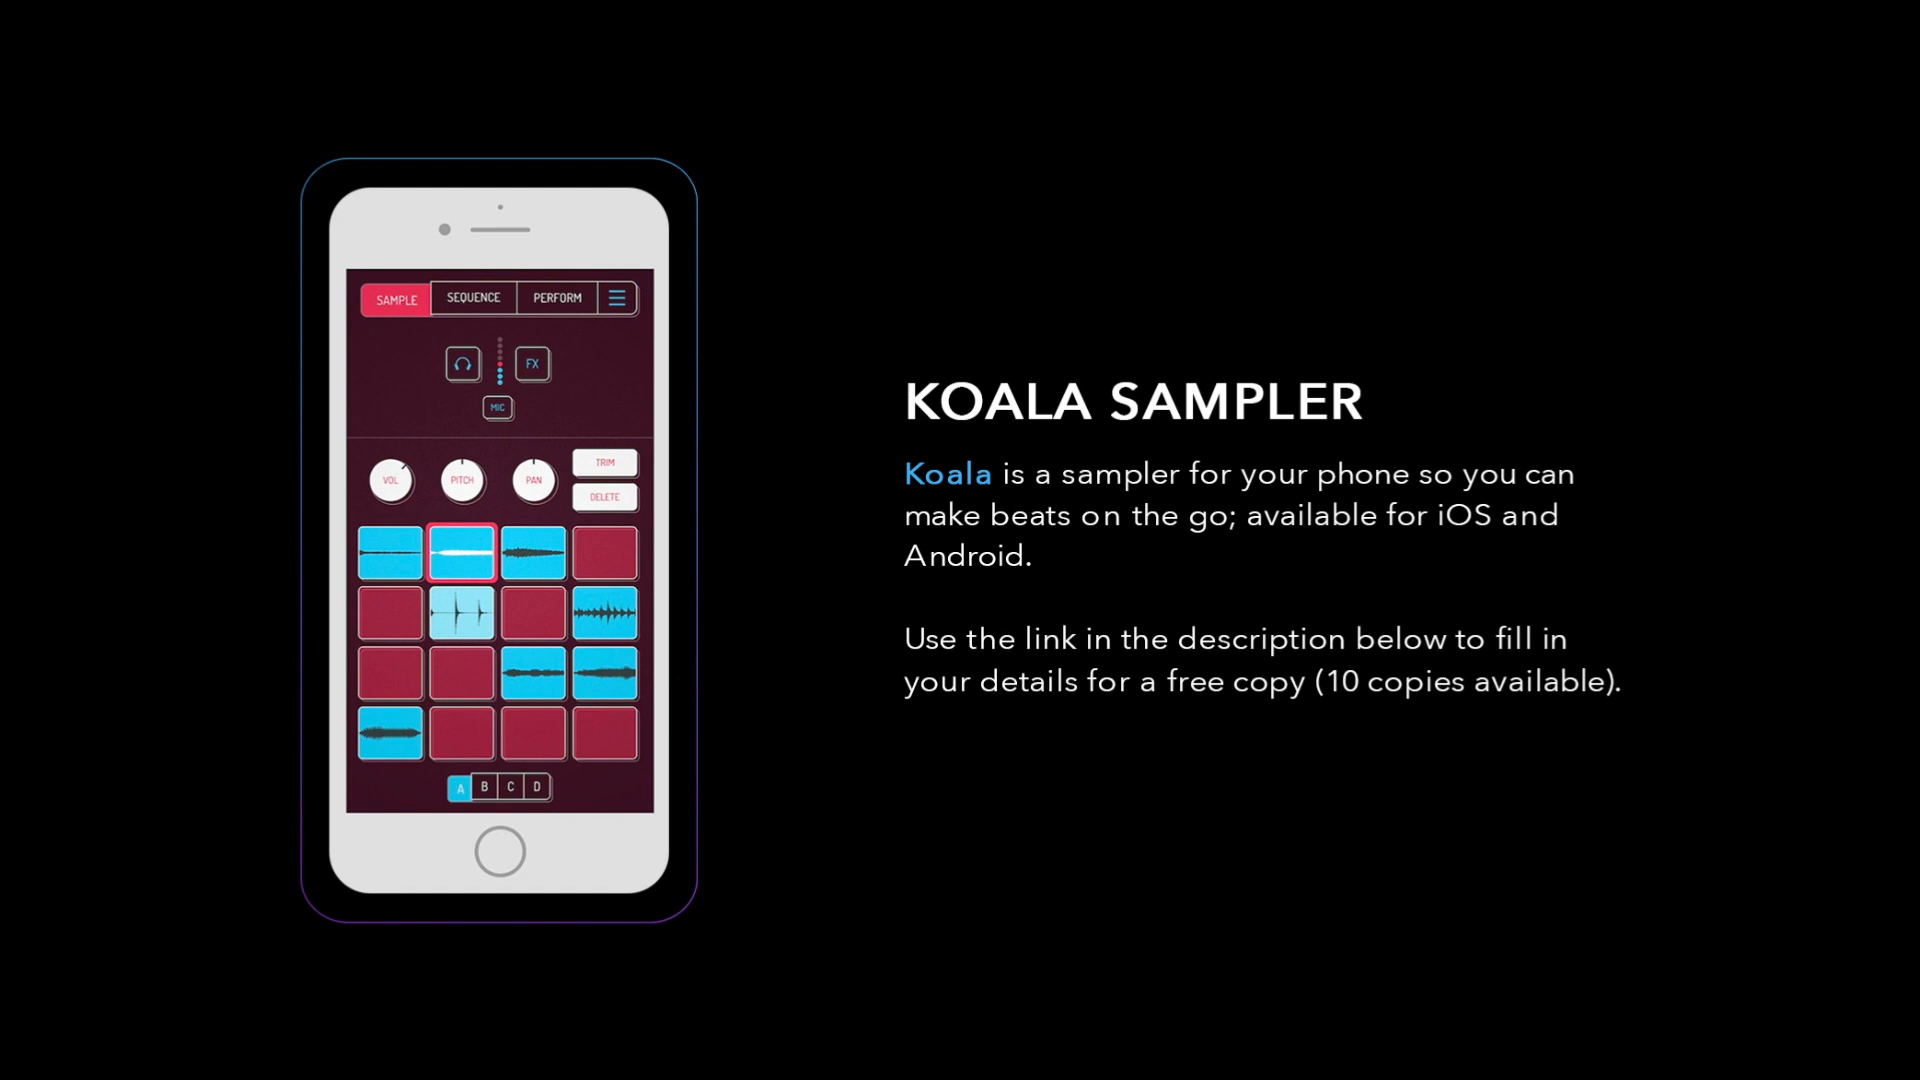 SAMPLE SEQUENCE PERFORM
FX
MIC
VOL PITCH PAN TRIM
DELETE
A B C D
KOALA SAMPLER
Koala is a sampler for your phone so you can
make beats on the go; available for iOS and
Android.
Use the link in the description below to fill in
your details for a free copy (10 copies available).